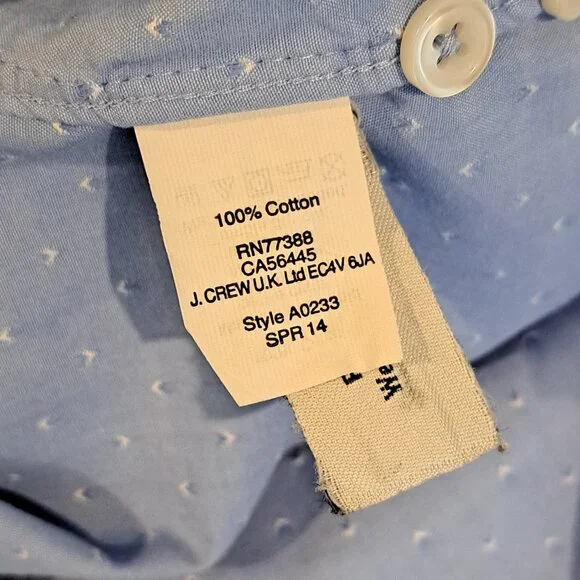 100% Cotton
RN77388
CA56445
J. CREW U.K. Ltd EC4V 6JA
Style A0233
SPR 14